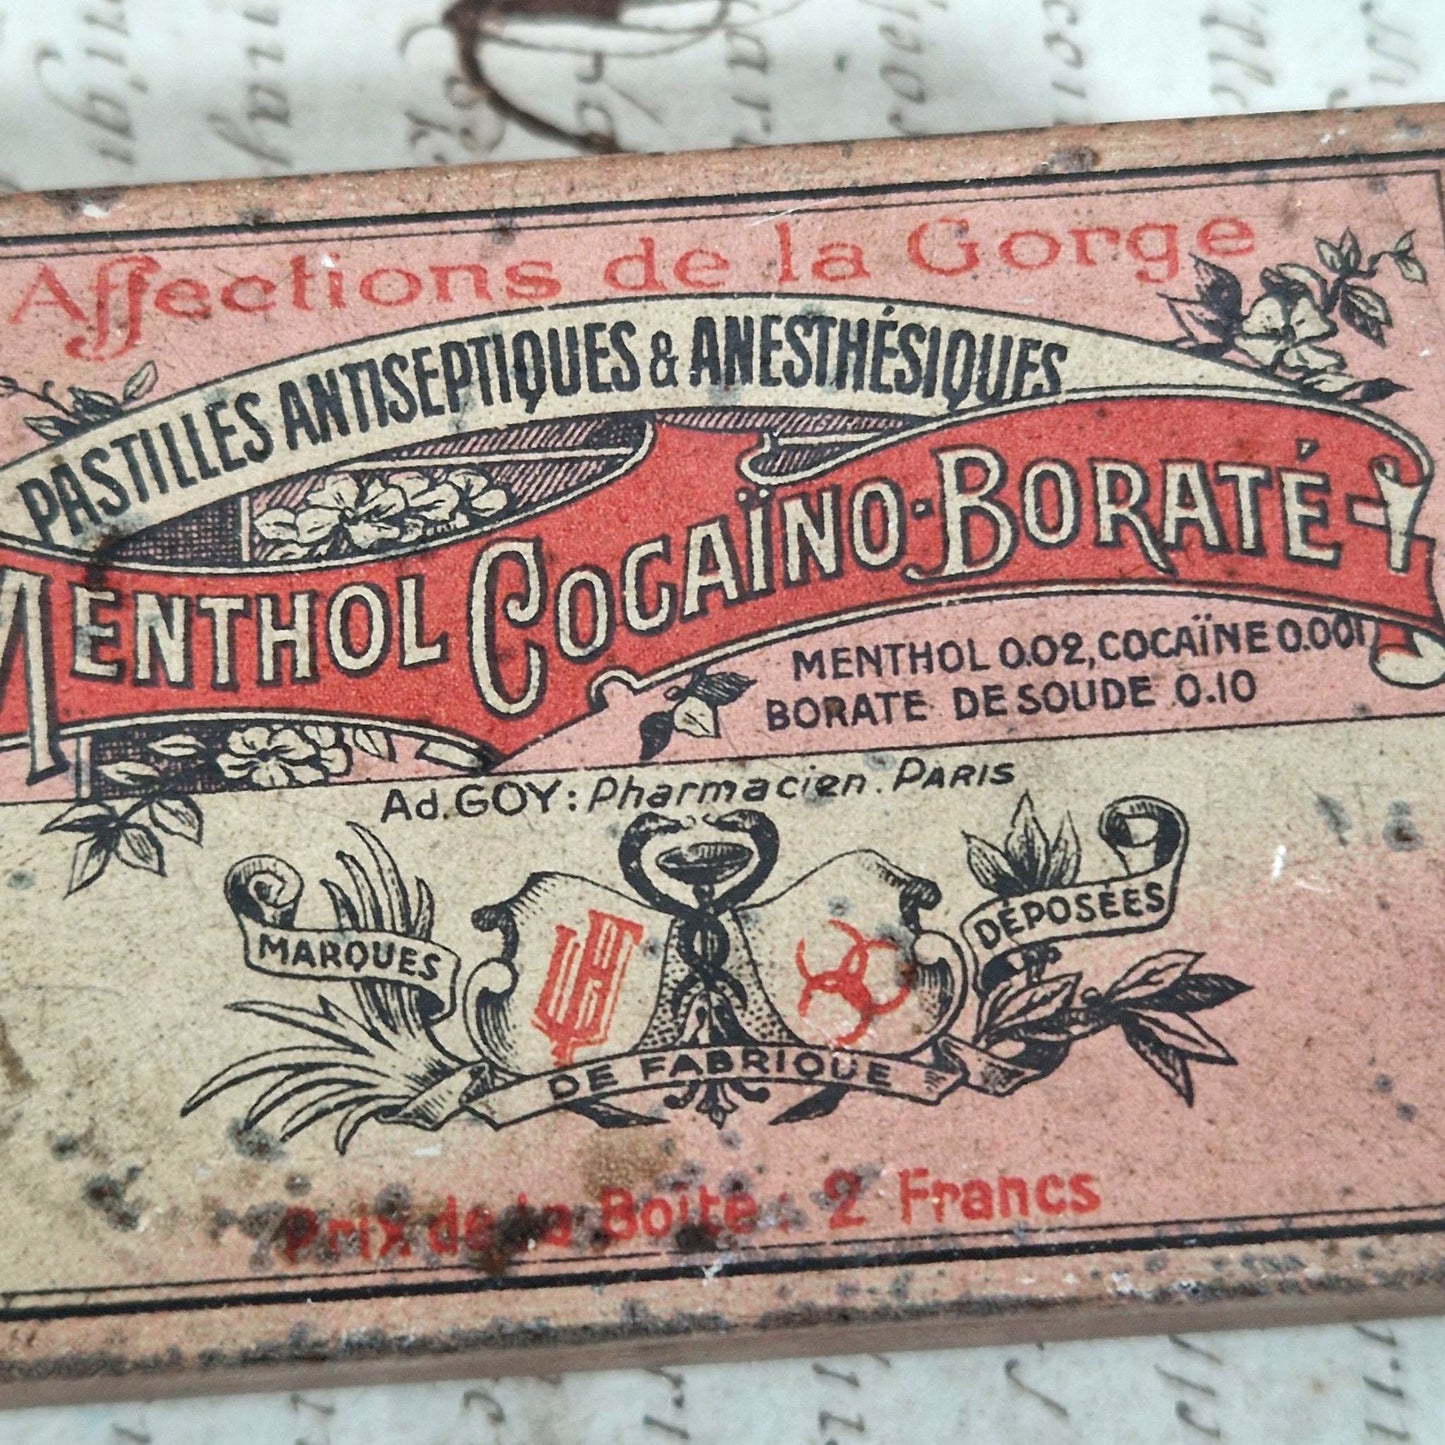 Affections de la Gorge
PASTILLES ANTISEPTIQUES & ANESTHÉSIQUES
MENTHOL COCAÏNO-BORATÉ
MENTHOL 0.02, COCAÏNE 0.001
BORATE DE SOUDE 0.10
Ad. GOY: Pharmacien. PARIS
MARQUES DÉPOSÉES
DE FABRIQUE
Prix de la Boîte: 2 Francs